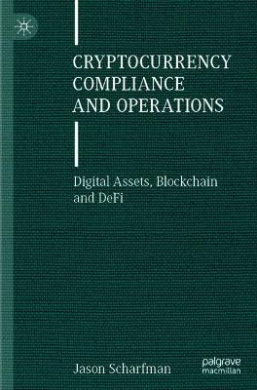 CRYPTOCURRENCY
COMPLIANCE
AND OPERATIONS
Digital Assets, Blockchain
and DeFi
Jason Scharfman
palgrave
macmillan